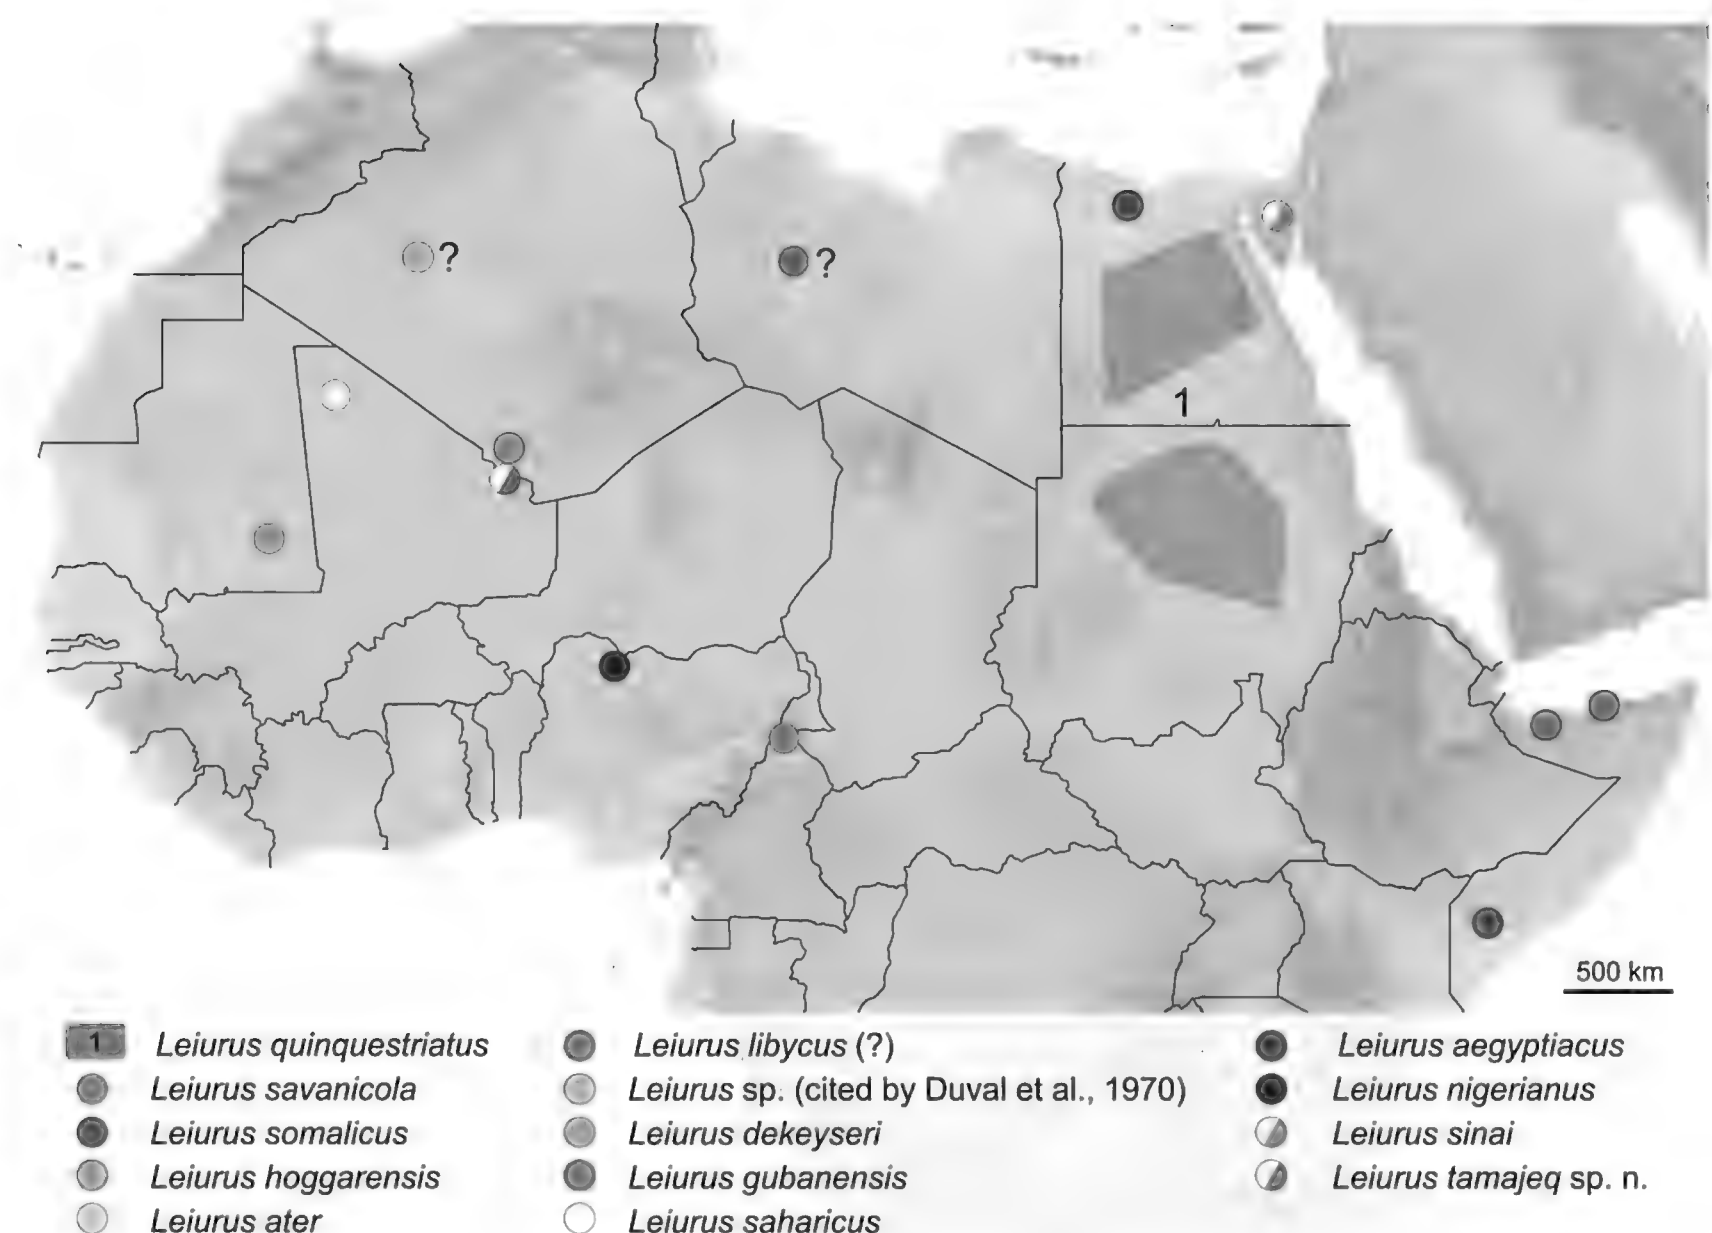 ?
?
1
500 km
1 Leiurus quinquestriatus
Leiurus savanicola
Leiurus somalicus
Leiurus hoggarensis
Leiurus ater
Leiurus libycus (?)
Leiurus sp. (cited by Duval et al., 1970)
Leiurus dekeyseri
Leiurus gubanensis
Leiurus saharicus
Leiurus aegyptiacus
Leiurus nigerianus
Leiurus sinai
Leiurus tamajeq sp. n.